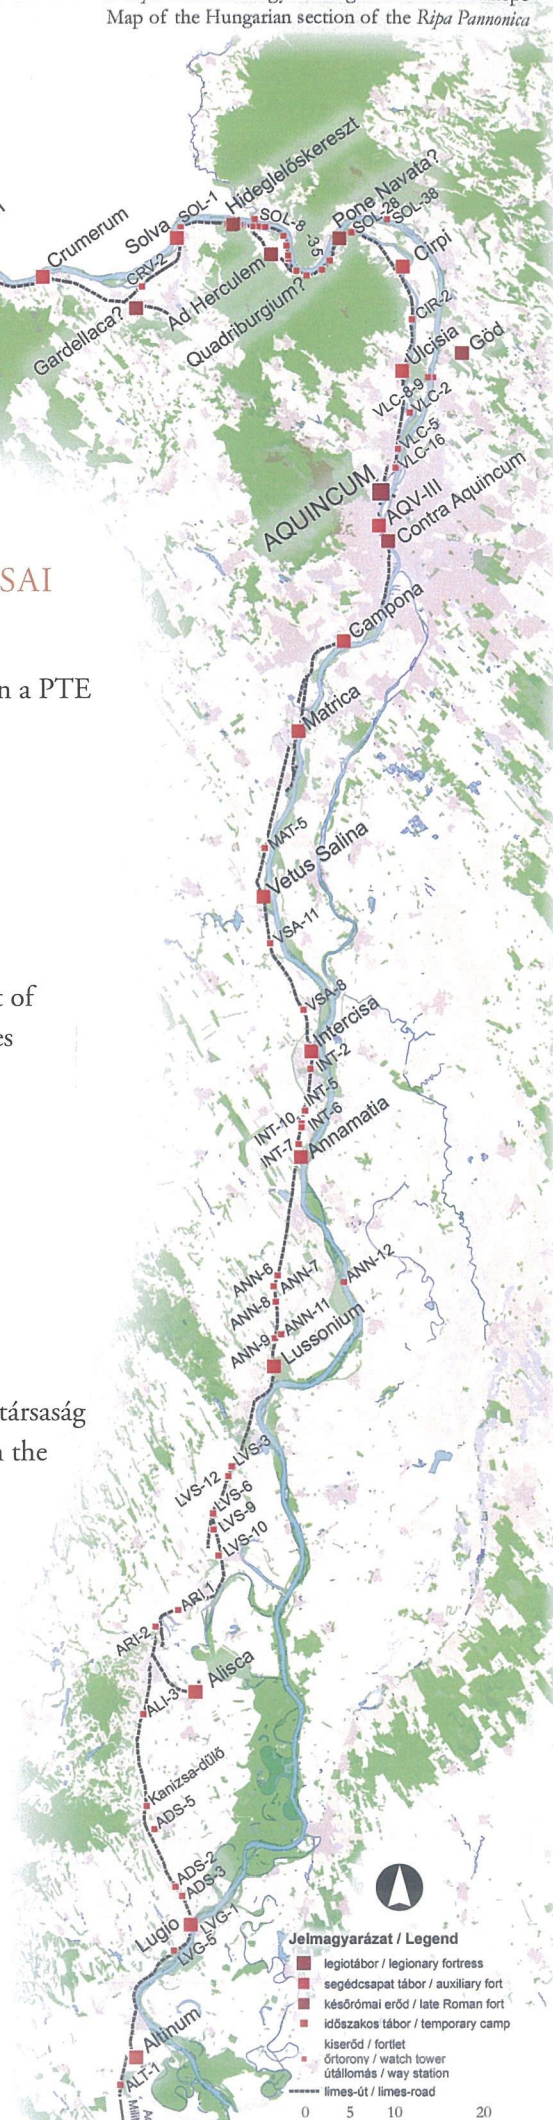 Map of the Hungarian section of the Ripa Pannonica
Hideglelőskereszt
Pone Navata?
SOL-1
SOL-8
-35
SOL-28
SOL-38
Crumerum
Solva
CRV-2
Ad Herculem
Cirpi
Gardellaca?
Quadriburgium?
CIR-2
Ulcisia
Göd
VLC-8-9
VLC-2
VLC-5
VLC-16
AQUINCUM
AQV-III
Contra Aquincum
SAI
Campona
n a PTE
Matrica
MAT-5
Vetus Salina
VSA-11
t of
VSA-8
es
Intercisa
INT-2
INT-5
INT-10
INT-6
INT-7
Annamatia
ANN-6
ANN-7
ANN-12
ANN-8
ANN-11
ANN-9
Lussonium
társaság
n the
LVS-3
LVS-12
LVS-6
LVS-9
LVS-10
ARI 1
ARI-2
Alisca
ALI-3
Kanizsa-dűlő
ADS-5
ADS-2
ADS-3
Lugio
LVG-1
LVG-5
Altinum
ALT-1
Jelmagyarázat / Legend
legiotábor / legionary fortress
segédcsapat tábor / auxiliary fort
későrómai erőd / late Roman fort
időszakos tábor / temporary camp
kiserőd / fortlet
őrtorony / watch tower
útállomás / way station
limes-út / limes-road
0 5 10 20